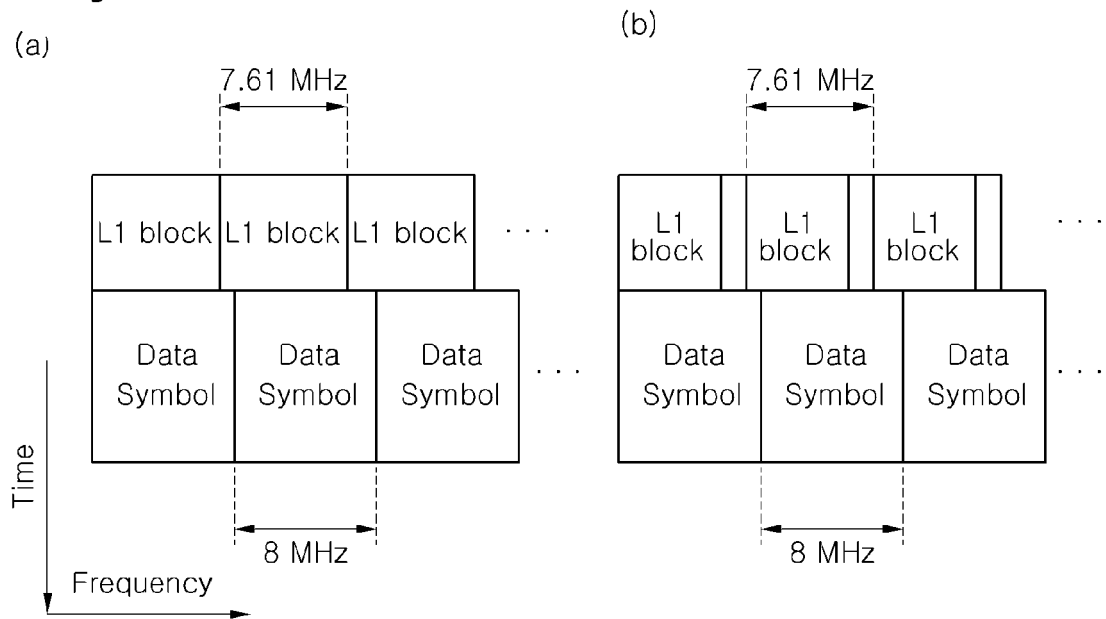 (a)
7.61 MHz
L1 block L1 block L1 block . . .
Data Symbol
Data Symbol
Data Symbol
. . .
8 MHz
(b)
7.61 MHz
L1 block
L1 block
L1 block
. . .
Data Symbol
Data Symbol
Data Symbol
. . .
8 MHz
Time
Frequency